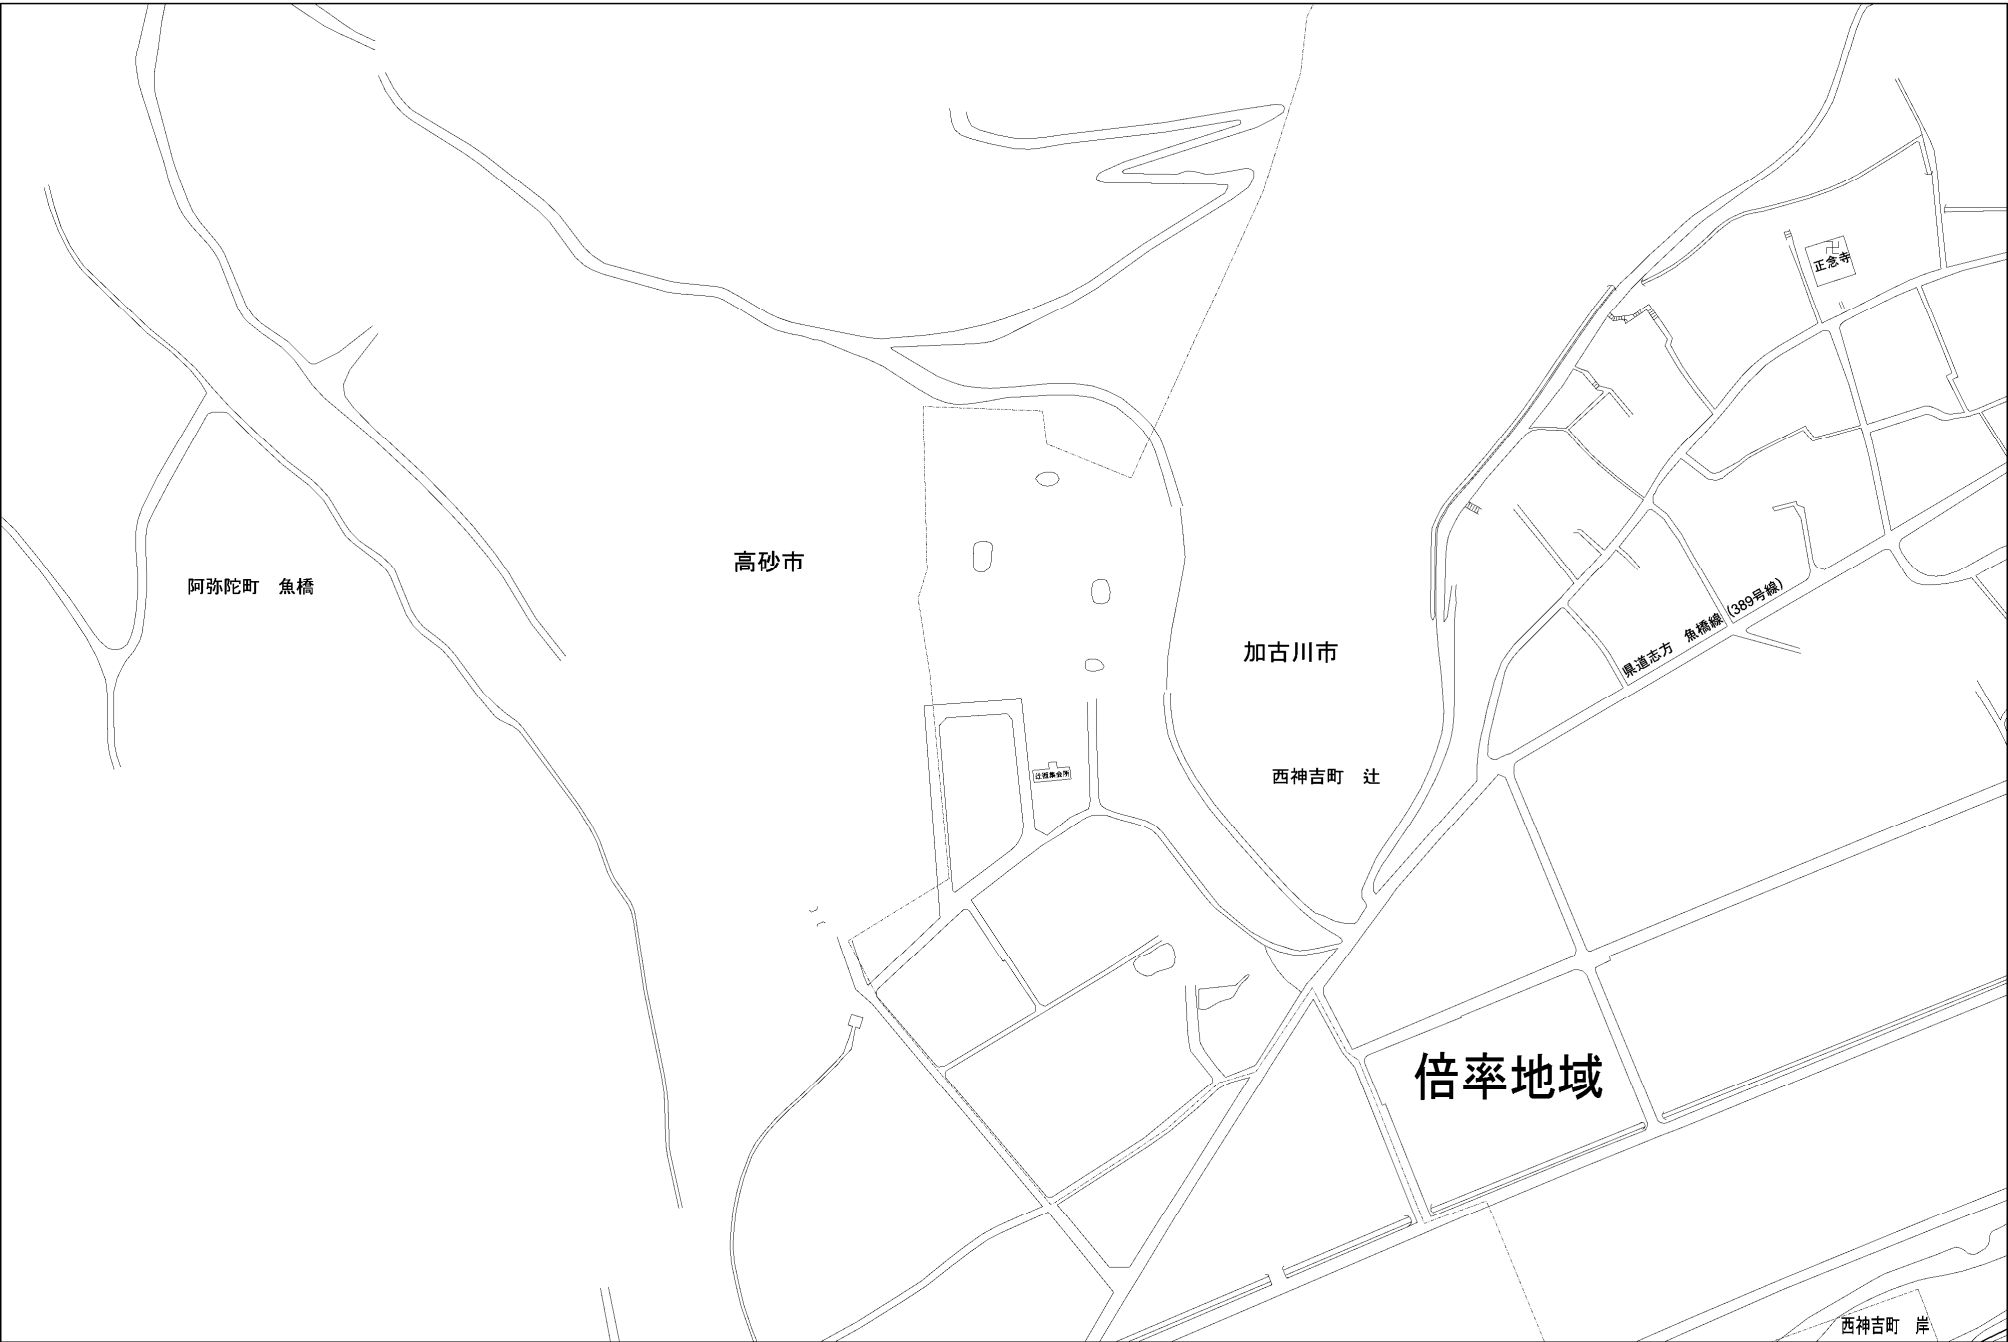 正念寺
高砂市
阿弥陀町　魚橋
県道志方　魚橋線（389号線）
加古川市
西神吉町　辻
辻西集会所
倍率地域
西神吉町　岸